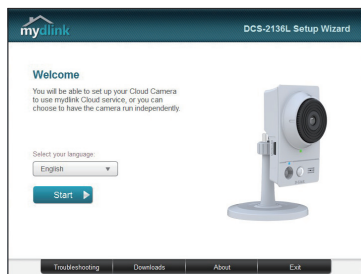 mydlink
DCS-2136L Setup Wizard
Welcome
You will be able to set up your Cloud Camera
to use mydlink Cloud service, or you can
choose to have the camera run independently.
Select your language:
English
Start
Troubleshooting
Downloads
About
Exit